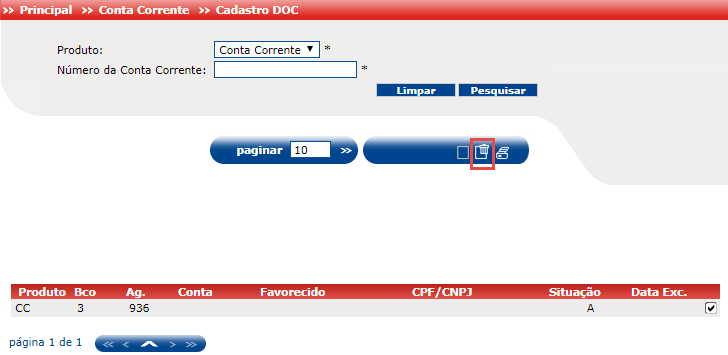 >> Principal >> Conta Corrente >> Cadastro DOC
Produto: Conta Corrente ▼ *
Número da Conta Corrente: *
Limpar Pesquisar
paginar 10 >>
Produto Bco Ag. Conta Favorecido CPF/CNPJ Situação Data Exc.
CC 3 936 A
página 1 de 1 << < > >>